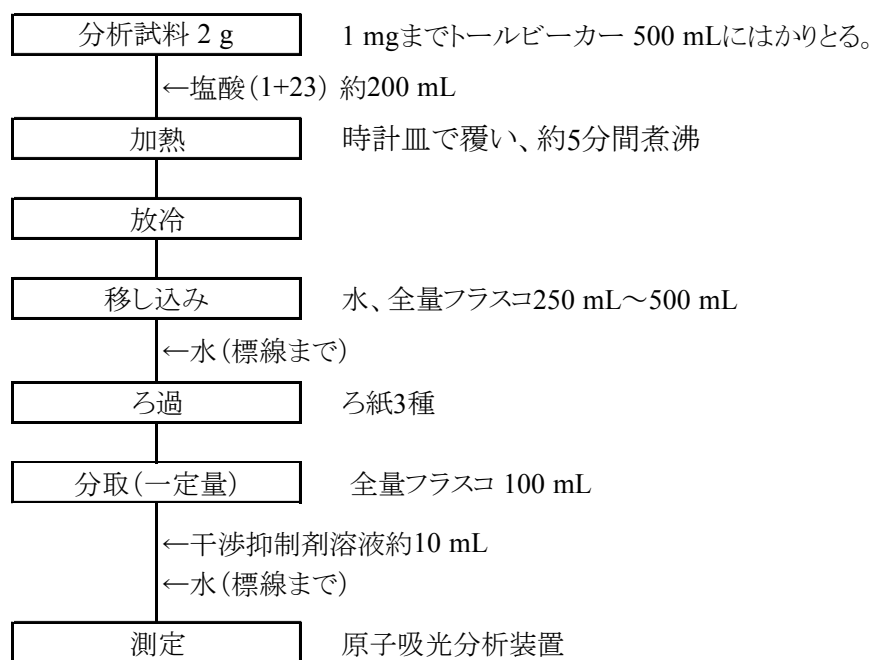 分析試料 2 g 1 mgまでトールビーカー 500 mLにはかりとる。
←塩酸（1+23） 約200 mL
加熱 時計皿で覆い、約5分間煮沸
放冷
移し込み 水、全量フラスコ250 mL～500 mL
←水（標線まで）
ろ過 ろ紙3種
分取（一定量） 全量フラスコ 100 mL
←干渉抑制剤溶液約10 mL
←水（標線まで）
測定 原子吸光分析装置